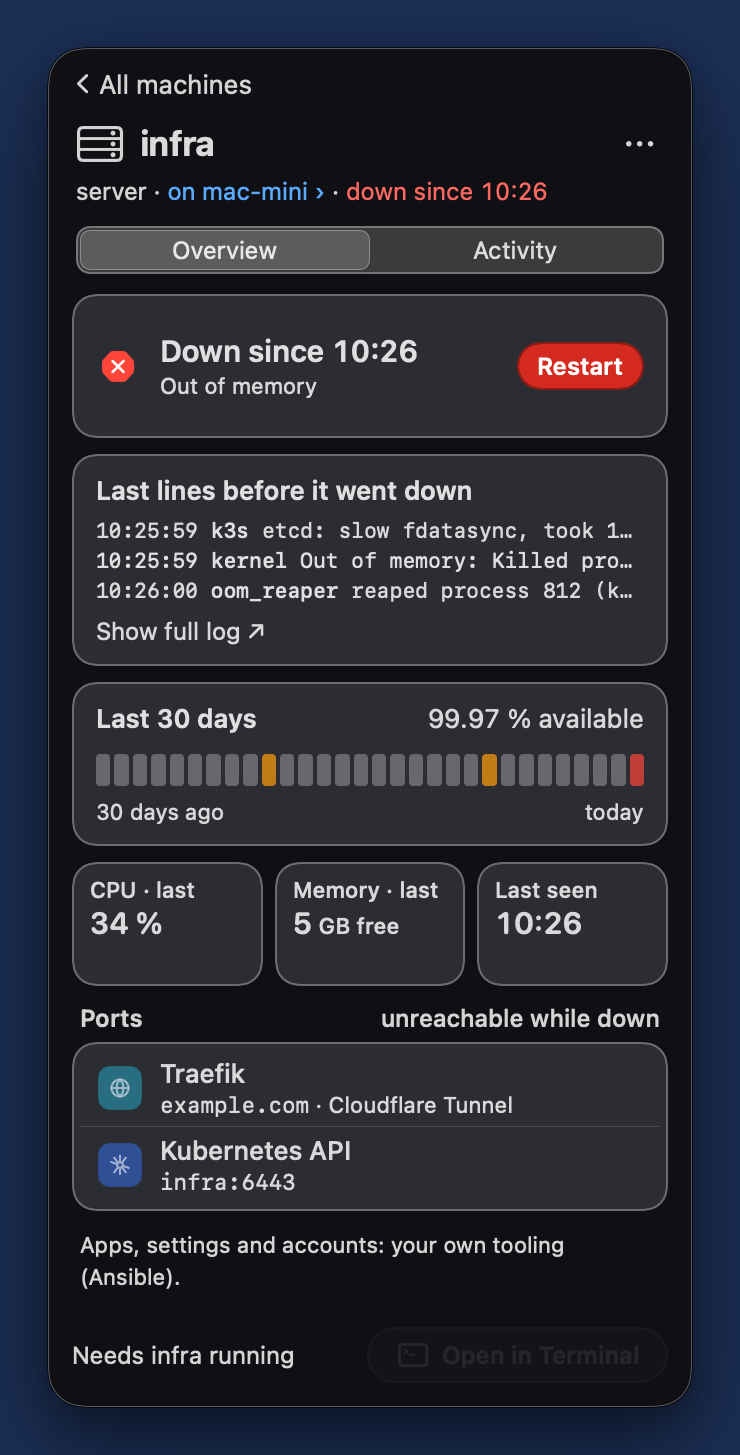 All machines
infra
server · on mac-mini › · down since 10:26
Overview
Activity
Down since 10:26
Out of memory
Restart
Last lines before it went down
10:25:59 k3s etcd: slow fdatasync, took 1…
10:25:59 kernel Out of memory: Killed pro…
10:26:00 oom_reaper reaped process 812 (k…
Show full log ↗
Last 30 days
99.97 % available
30 days ago
today
CPU · last
34 %
Memory · last
5 GB free
Last seen
10:26
Ports
unreachable while down
Traefik
example.com · Cloudflare Tunnel
Kubernetes API
infra:6443
Apps, settings and accounts: your own tooling
(Ansible).
Needs infra running
Open in Terminal